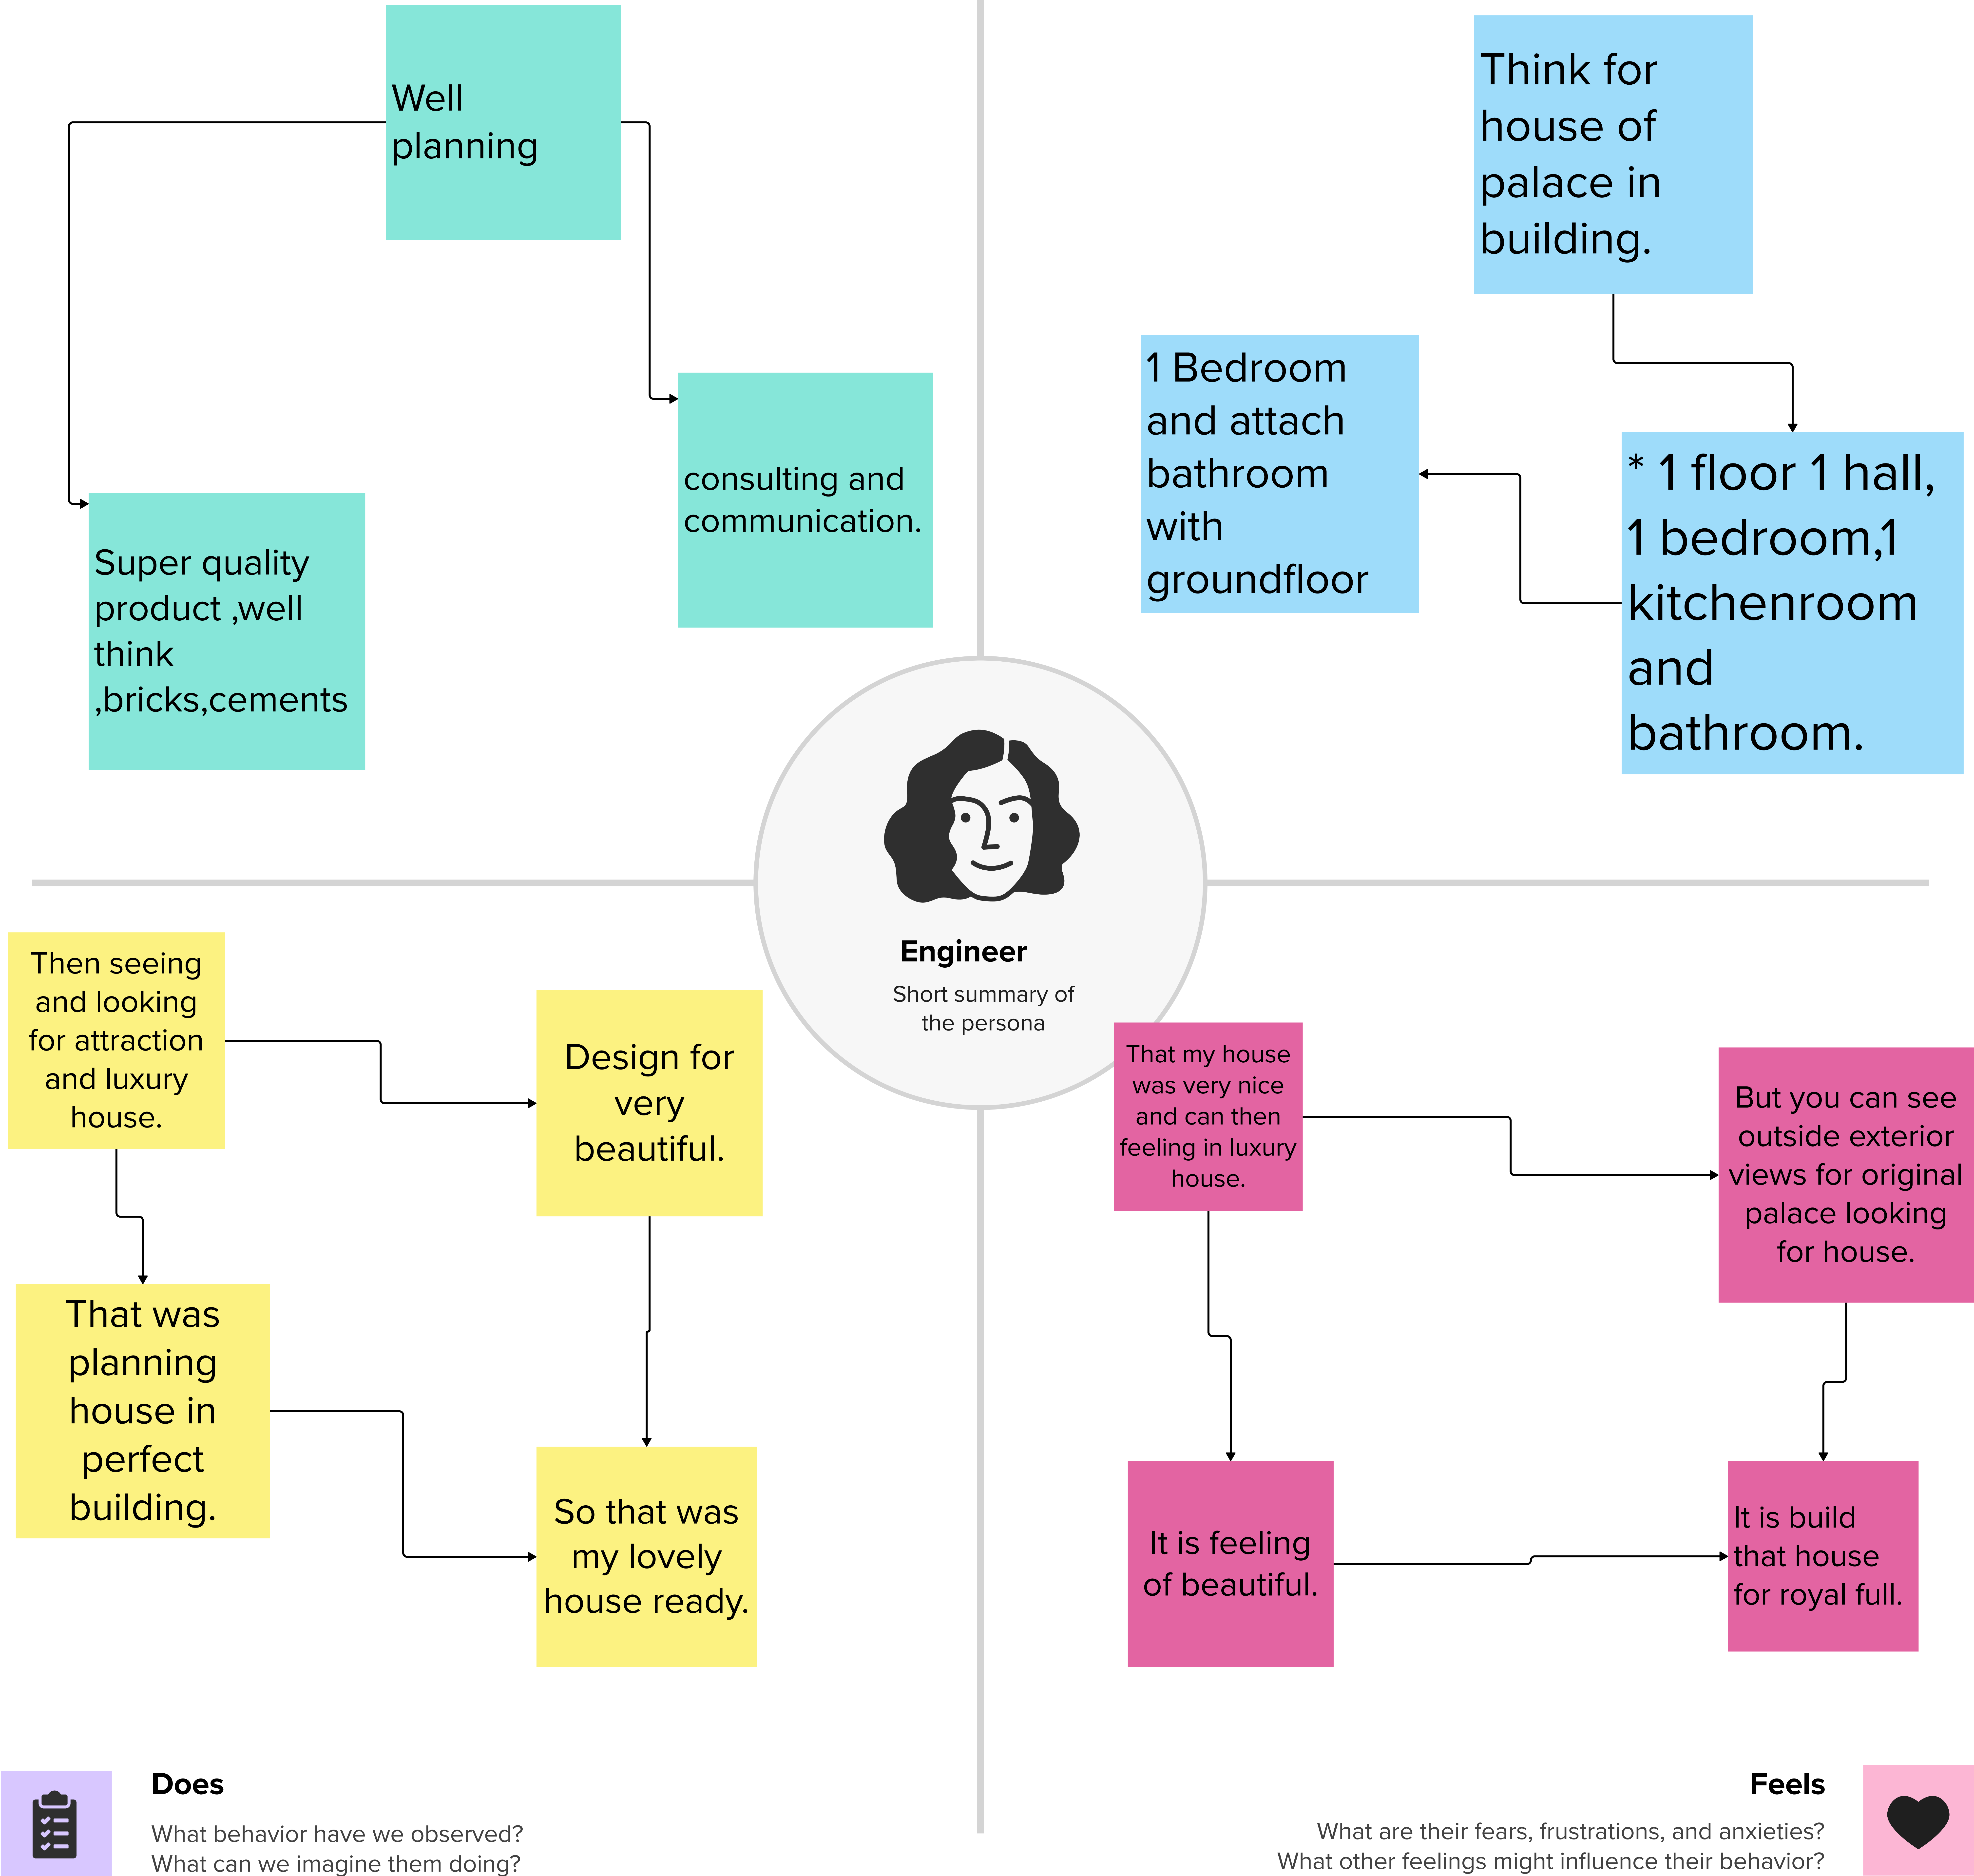 Well
planning
Super quality
product ,well
think
,bricks,cements
consulting and
communication.
Think for
house of
palace in
building.
1 Bedroom
and attach
bathroom
with
groundfloor
* 1 floor 1 hall,
1 bedroom,1
kitchenroom
and
bathroom.
Engineer
Short summary of
the persona
Then seeing
and looking
for attraction
and luxury
house.
Design for
very
beautiful.
That was
planning
house in
perfect
building.
So that was
my lovely
house ready.
That my house
was very nice
and can then
feeling in luxury
house.
But you can see
outside exterior
views for original
palace looking
for house.
It is feeling
of beautiful.
It is build
that house
for royal full.
Does
What behavior have we observed?
What can we imagine them doing?
Feels
What are their fears, frustrations, and anxieties?
What other feelings might influence their behavior?